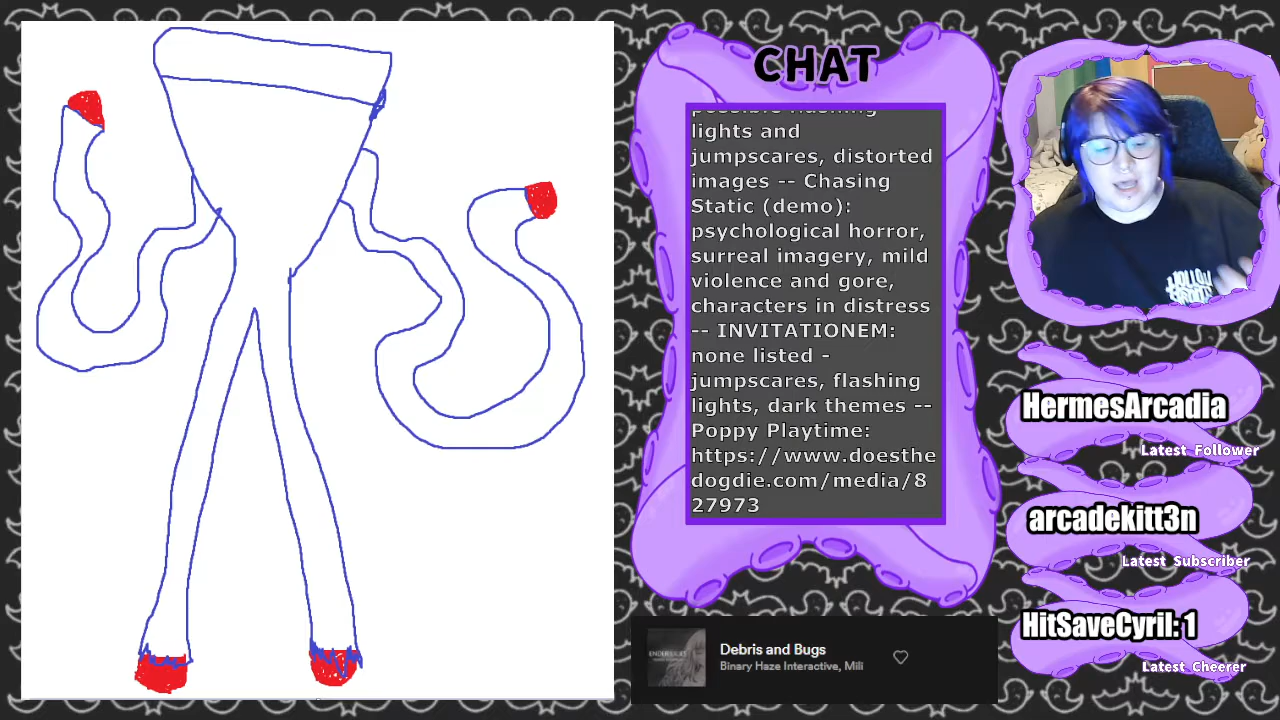 CHAT
possible flashing
lights and
jumpscares, distorted
images -- Chasing
Static (demo):
psychological horror,
surreal imagery, mild
violence and gore,
characters in distress
-- INVITATIONEM:
none listed -
jumpscares, flashing
lights, dark themes --
Poppy Playtime:
https://www.doesthe
dogdie.com/media/8
27973
HermesArcadia
Latest Follower
arcadekitt3n
Latest Subscriber
HitSaveCyril: 1
Latest Cheerer
Debris and Bugs
Binary Haze Interactive, Mili